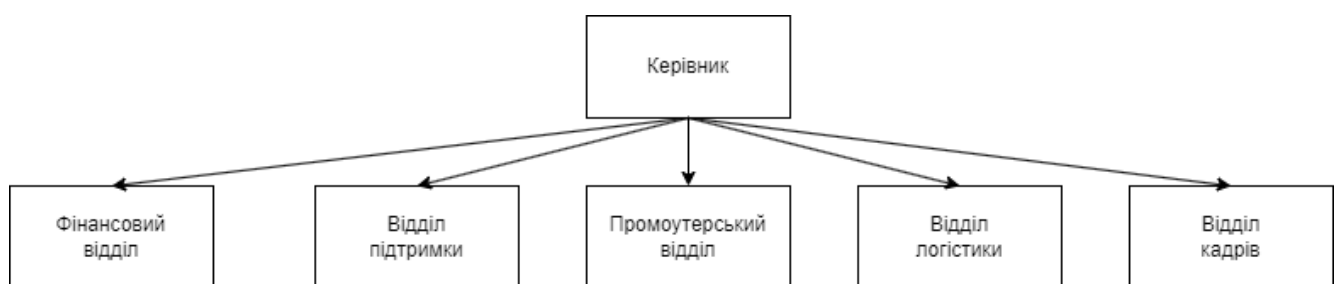 Керівник
Фінансовий
відділ
Відділ
підтримки
Промоутерський
відділ
Відділ
логістики
Відділ
кадрів